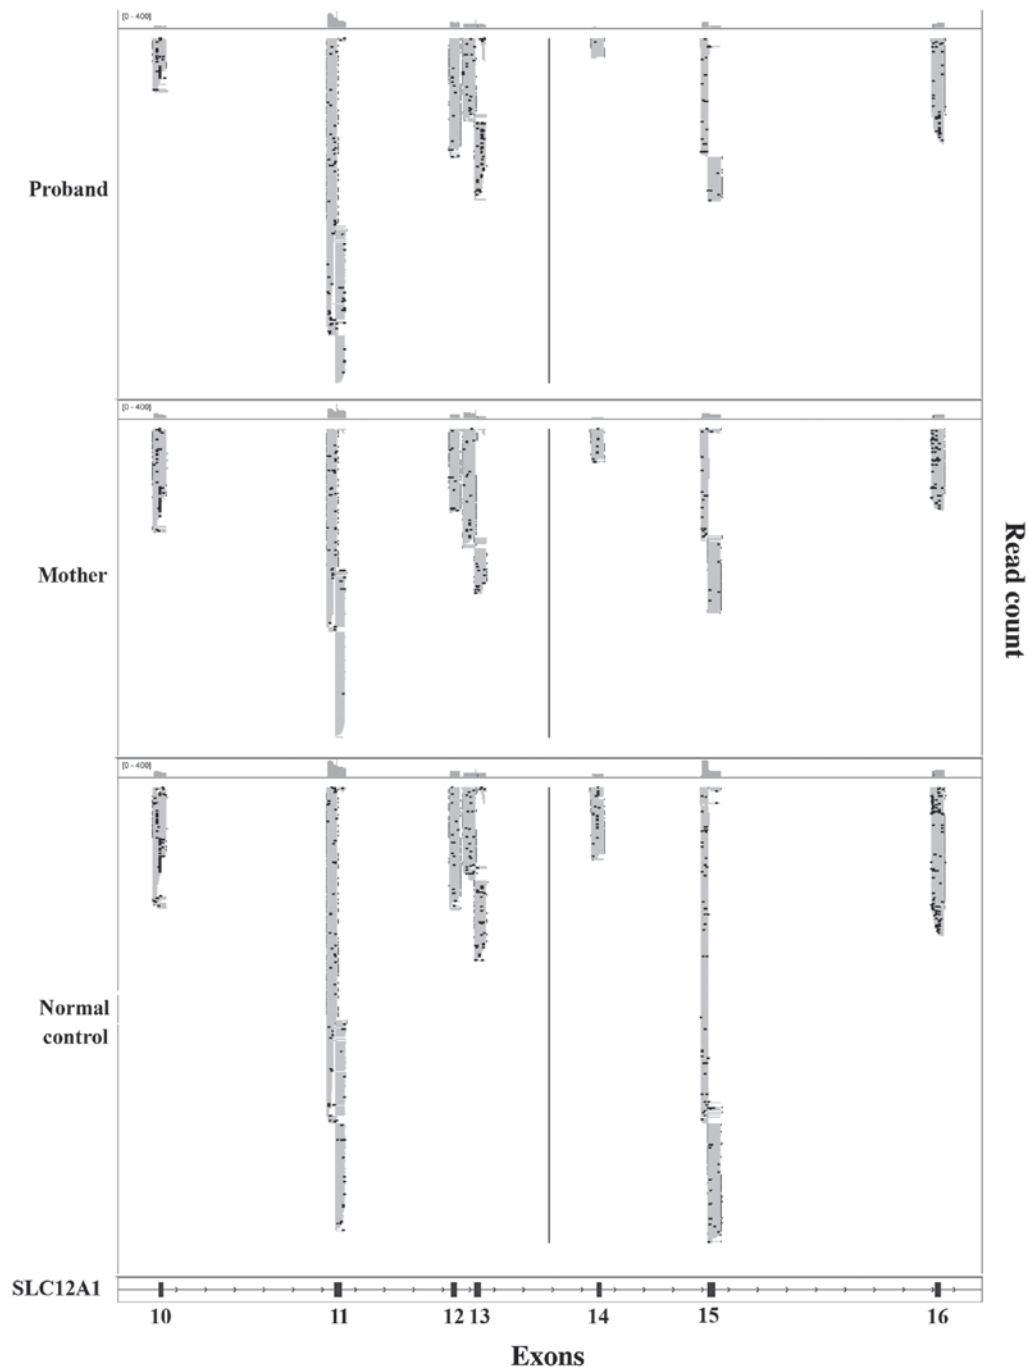 [0 - 400]
Proband
[0 - 400]
Mother
Read count
[0 - 400]
Normal
control
SLC12A1
10 11 12 13 14 15 16
Exons